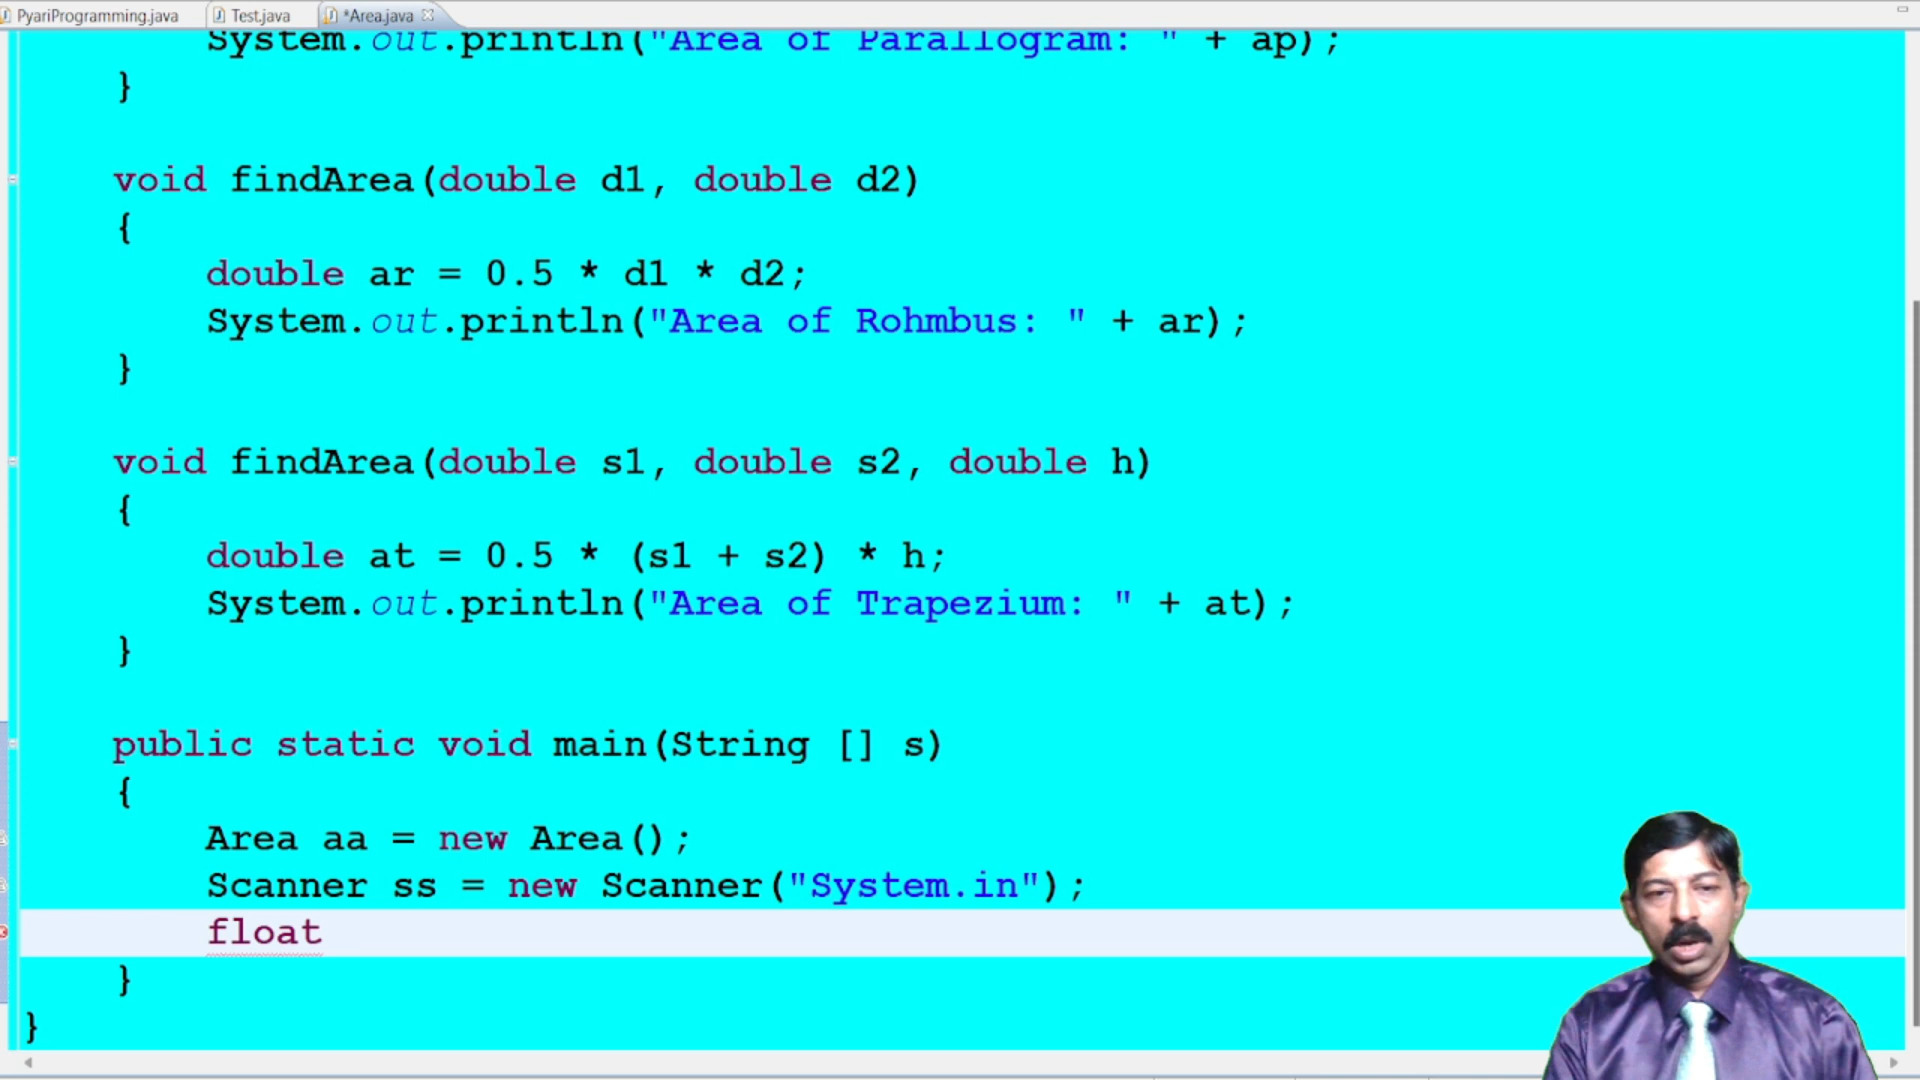 PyariProgramming.java Test.java *Area.java
System.out.println("Area of Parallogram: " + ap);
}
void findArea(double d1, double d2)
{
double ar = 0.5 * d1 * d2;
System.out.println("Area of Rohmbus: " + ar);
}
void findArea(double s1, double s2, double h)
{
double at = 0.5 * (s1 + s2) * h;
System.out.println("Area of Trapezium: " + at);
}
public static void main(String [] s)
{
Area aa = new Area();
Scanner ss = new Scanner("System.in");
float
}
}